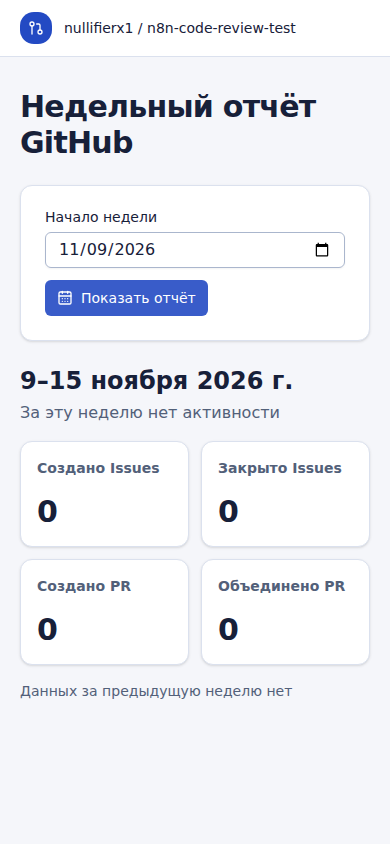 nullifierx1 / n8n-code-review-test
Недельный отчёт
GitHub
Начало недели
11/09/2026
Показать отчёт
9–15 ноября 2026 г.
За эту неделю нет активности
Создано Issues
0
Закрыто Issues
0
Создано PR
0
Объединено PR
0
Данных за предыдущую неделю нет